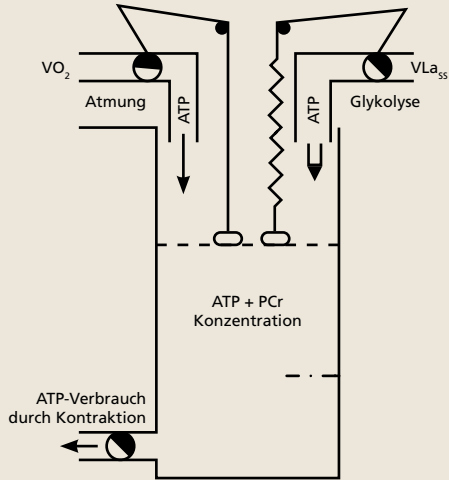 VO₂
VLaₛₛ
Atmung
ATP
ATP
Glykolyse
ATP + PCr
Konzentration
ATP-Verbrauch
durch Kontraktion